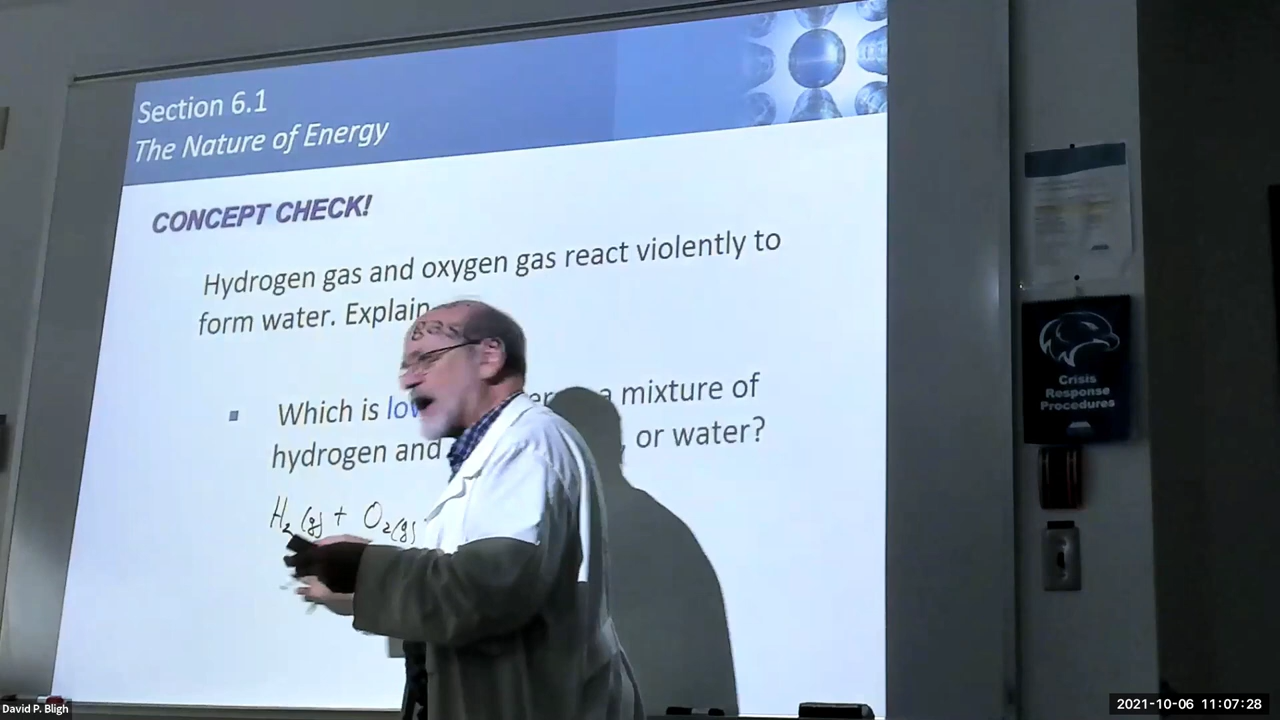 Section 6.1
The Nature of Energy
CONCEPT CHECK!
Hydrogen gas and oxygen gas react violently to
form water. Explain
gas
Which is a mixture of
hydrogen and , or water?
H₂(g) + O₂(g)
Crisis
Response
Procedures
David P. Bligh
2021-10-06 11:07:28